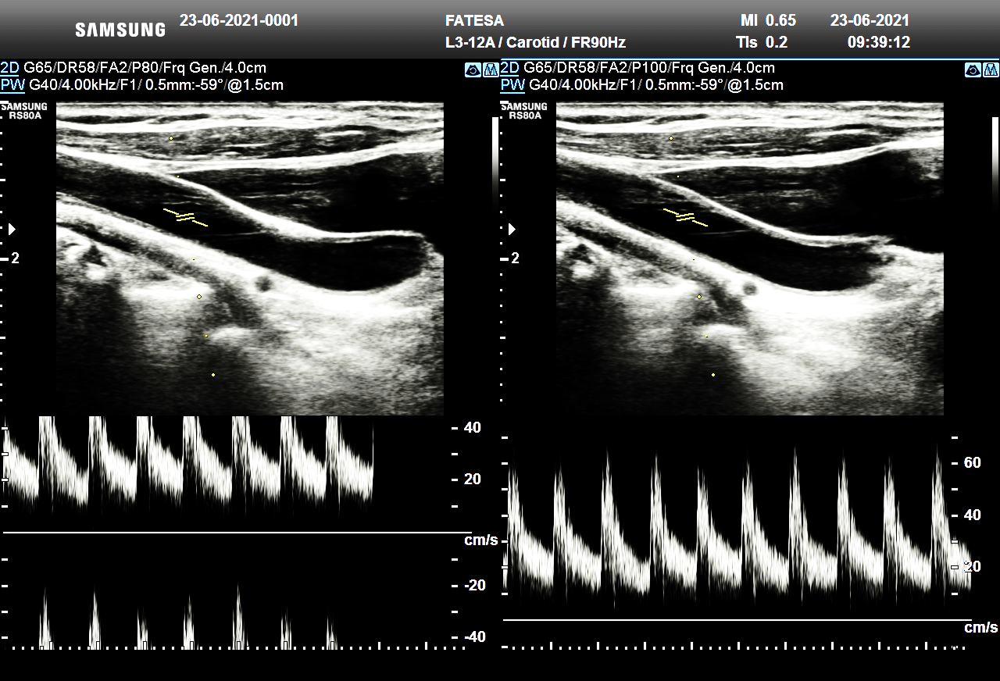 SAMSUNG 23-06-2021-0001 FATESA MI 0.65 23-06-2021
L3-12A / Carotid / FR90Hz TIs 0.2 09:39:12
2D G65/DR58/FA2/P80/Frq Gen./4.0cm
PW G40/4.00kHz/F1/ 0.5mm:-59°/@1.5cm
SAMSUNG
RS80A
2
40
20
cm/s
-20
-40
2D G65/DR58/FA2/P100/Frq Gen./4.0cm
PW G40/4.00kHz/F1/ 0.5mm:-59°/@1.5cm
SAMSUNG
RS80A
2
60
40
20
cm/s